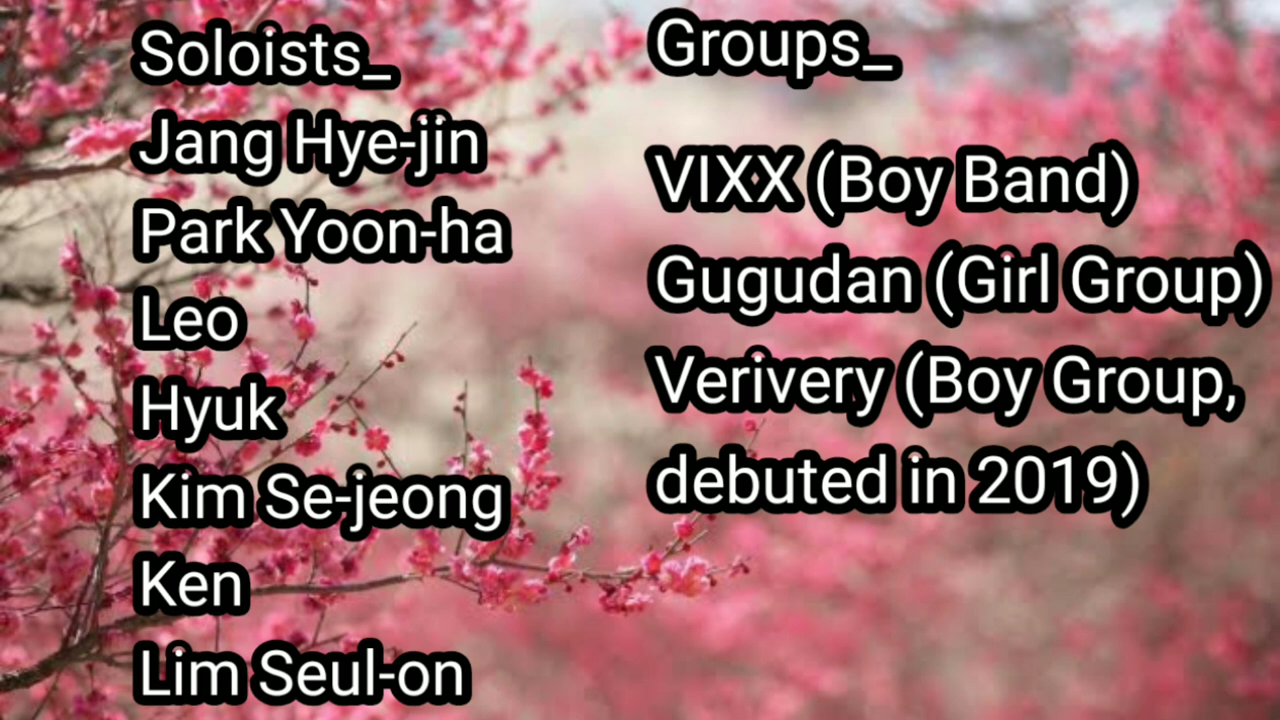 Soloists_
Jang Hye-jin
Park Yoon-ha
Leo
Hyuk
Kim Se-jeong
Ken
Lim Seul-on
Groups_
VIXX (Boy Band)
Gugudan (Girl Group)
Verivery (Boy Group,
debuted in 2019)